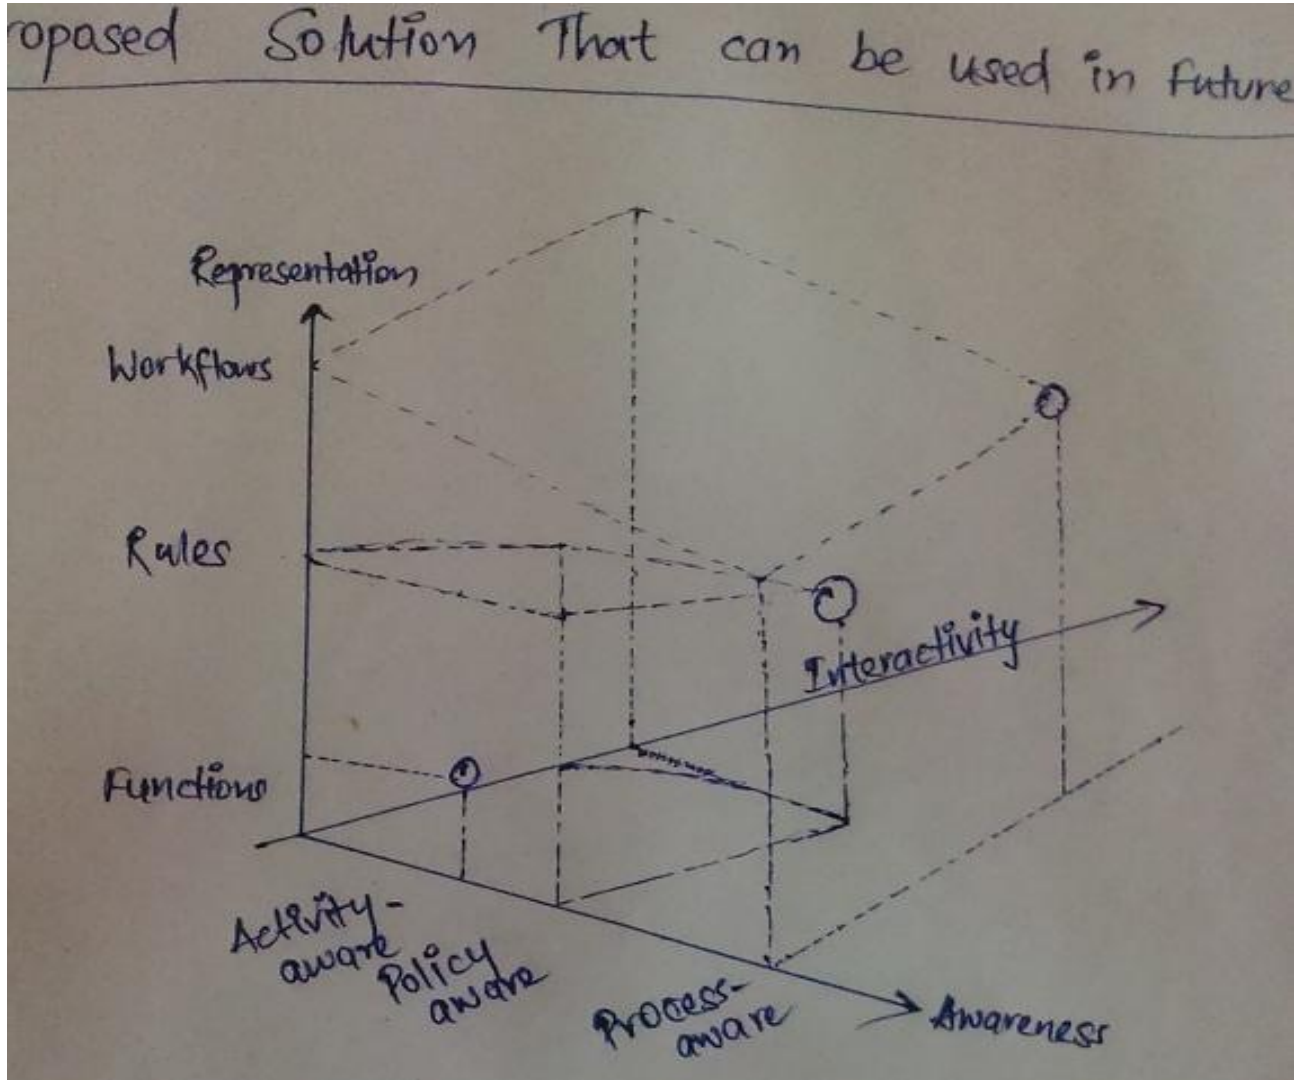 roposed Solution That can be used in future
Representation
Workflows
Rules
Interactivity
Functions
Activity-
aware
Policy
aware
Process-
aware
Awareness